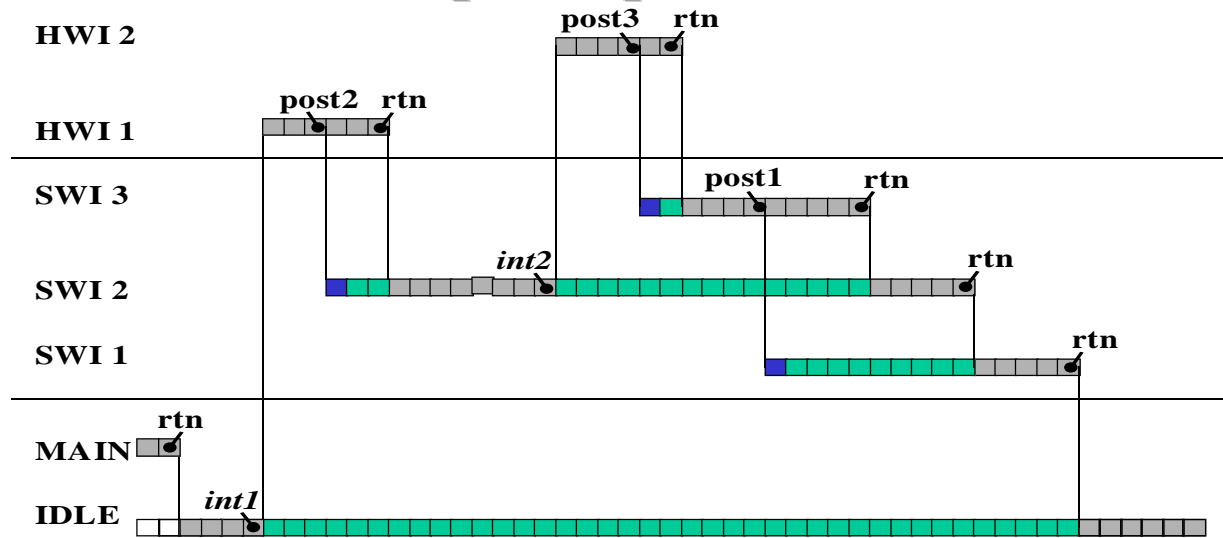 HWI 2 post3 rtn
HWI 1 post2 rtn
SWI 3 post1 rtn
SWI 2 int2 rtn
SWI 1 rtn
MAIN rtn
IDLE int1